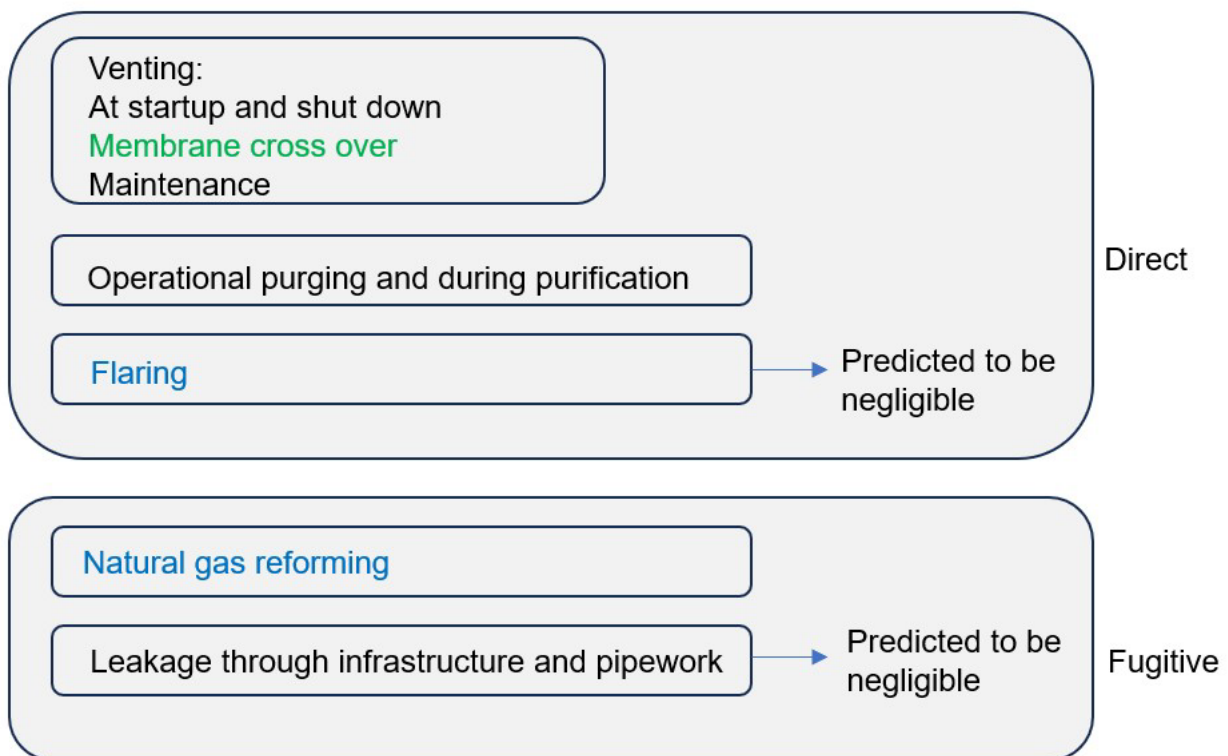 Venting:
At startup and shut down
Membrane cross over
Maintenance
Operational purging and during purification
Direct
Flaring
Predicted to be
negligible
Natural gas reforming
Leakage through infrastructure and pipework
Predicted to be
negligible
Fugitive